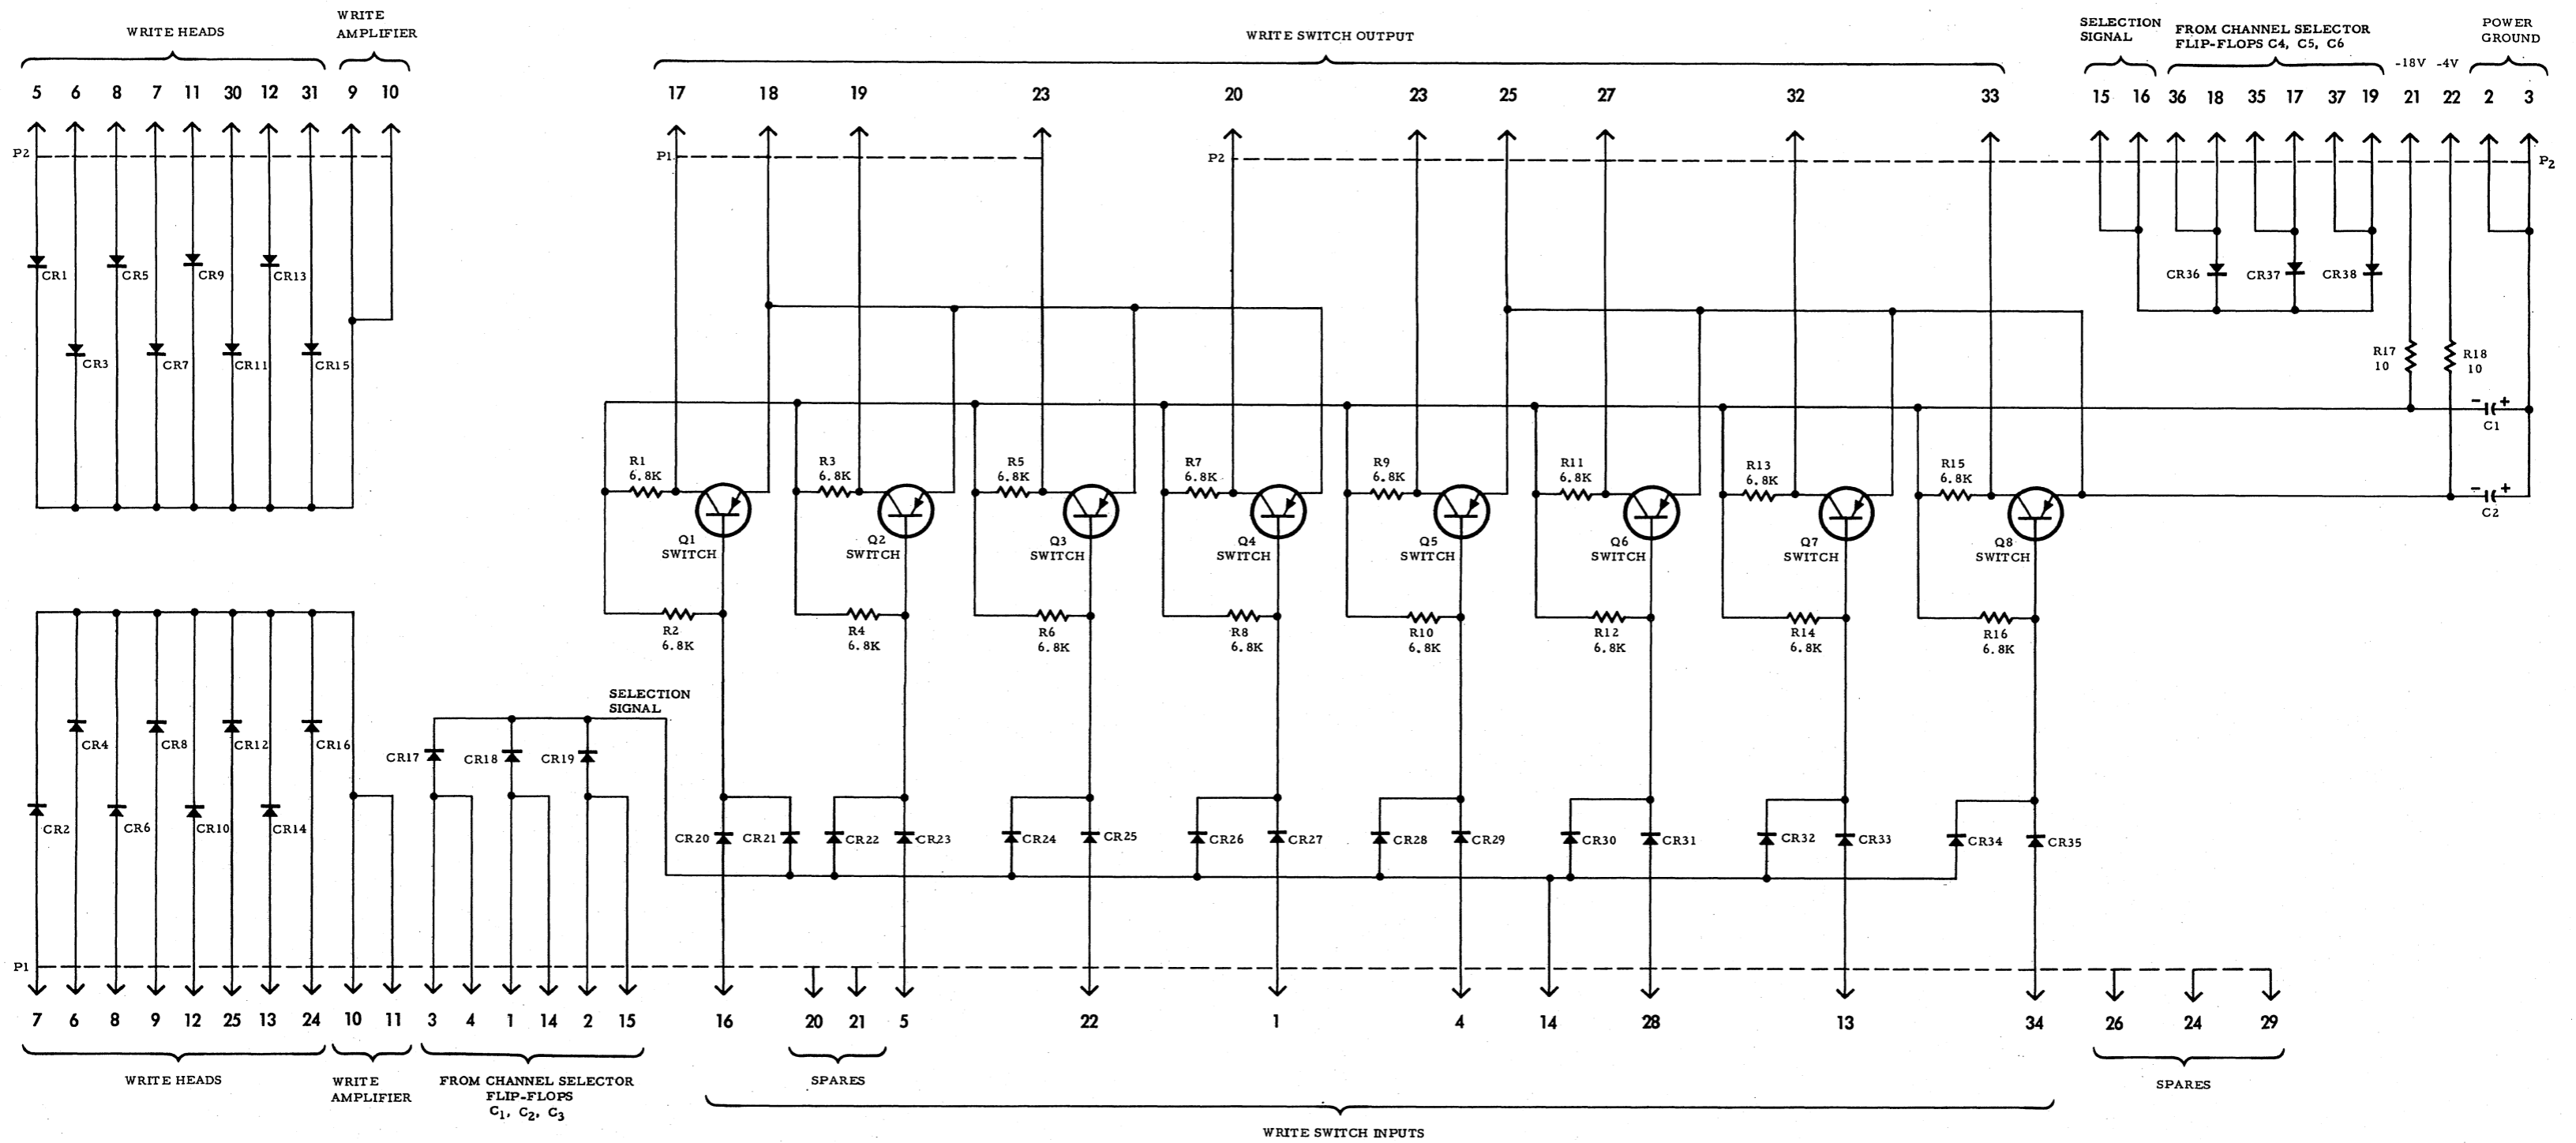 WRITE HEADS
WRITE
AMPLIFIER
WRITE SWITCH OUTPUT
SELECTION
SIGNAL
FROM CHANNEL SELECTOR
FLIP-FLOPS C4, C5, C6
POWER
GROUND
-18V -4V
5 6 8 7 11 30 12 31 9 10
17 18 19 23 20 23 25 27 32 33
15 16 36 18 35 17 37 19 21 22 2 3
P2
P1
P2
P2
CR1 CR5 CR9 CR13
CR3 CR7 CR11 CR15
CR36 CR37 CR38
R17
10
R18
10
C1
C2
R1
6.8K
R3
6.8K
R5
6.8K
R7
6.8K
R9
6.8K
R11
6.8K
R13
6.8K
R15
6.8K
Q1
SWITCH
Q2
SWITCH
Q3
SWITCH
Q4
SWITCH
Q5
SWITCH
Q6
SWITCH
Q7
SWITCH
Q8
SWITCH
R2
6.8K
R4
6.8K
R6
6.8K
R8
6.8K
R10
6.8K
R12
6.8K
R14
6.8K
R16
6.8K
SELECTION
SIGNAL
CR4 CR8 CR12 CR16
CR17 CR18 CR19
CR2 CR6 CR10 CR14
CR20 CR21 CR22 CR23 CR24 CR25 CR26 CR27 CR28 CR29 CR30 CR31 CR32 CR33 CR34 CR35
P1
7 6 8 9 12 25 13 24 10 11 3 4 1 14 2 15
16 20 21 5 22 1 4 14 28 13 34 26 24 29
WRITE HEADS
WRITE
AMPLIFIER
FROM CHANNEL SELECTOR
FLIP-FLOPS
C1, C2, C3
SPARES
SPARES
WRITE SWITCH INPUTS
- +
- +